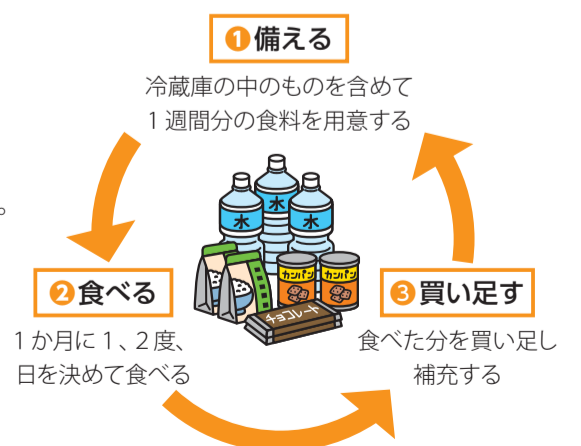 ❶備える
冷蔵庫の中のものを含めて
1週間分の食料を用意する
。
水
水
水
カンパン
カンパン
チョコレート
❷食べる
1か月に1、2度、
日を決めて食べる
❸買い足す
食べた分を買い足し
補充する